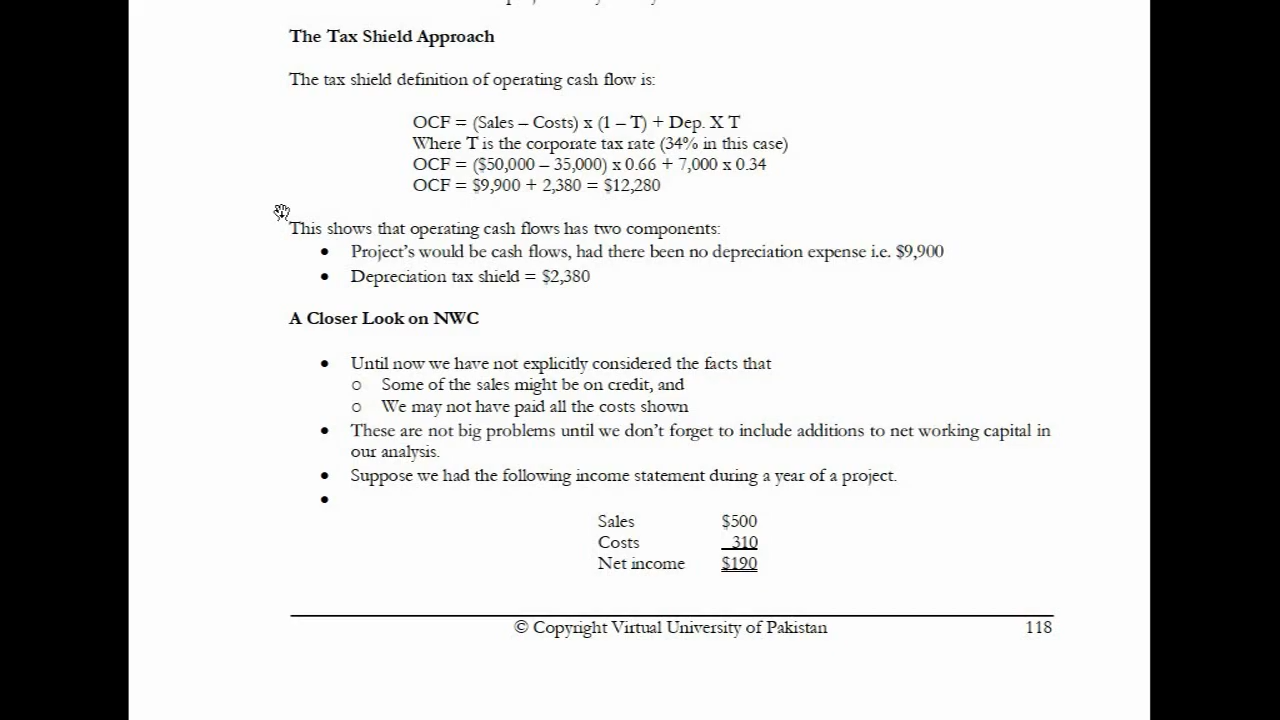 The Tax Shield Approach
The tax shield definition of operating cash flow is:
OCF = (Sales – Costs) x (1 – T) + Dep. X T
Where T is the corporate tax rate (34% in this case)
OCF = ($50,000 – 35,000) x 0.66 + 7,000 x 0.34
OCF = $9,900 + 2,380 = $12,280
This shows that operating cash flows has two components:
• Project's would be cash flows, had there been no depreciation expense i.e. $9,900
• Depreciation tax shield = $2,380
A Closer Look on NWC
• Until now we have not explicitly considered the facts that
o Some of the sales might be on credit, and
o We may not have paid all the costs shown
• These are not big problems until we don't forget to include additions to net working capital in
our analysis.
• Suppose we had the following income statement during a year of a project.
•
Sales $500
Costs 310
Net income $190
© Copyright Virtual University of Pakistan 118